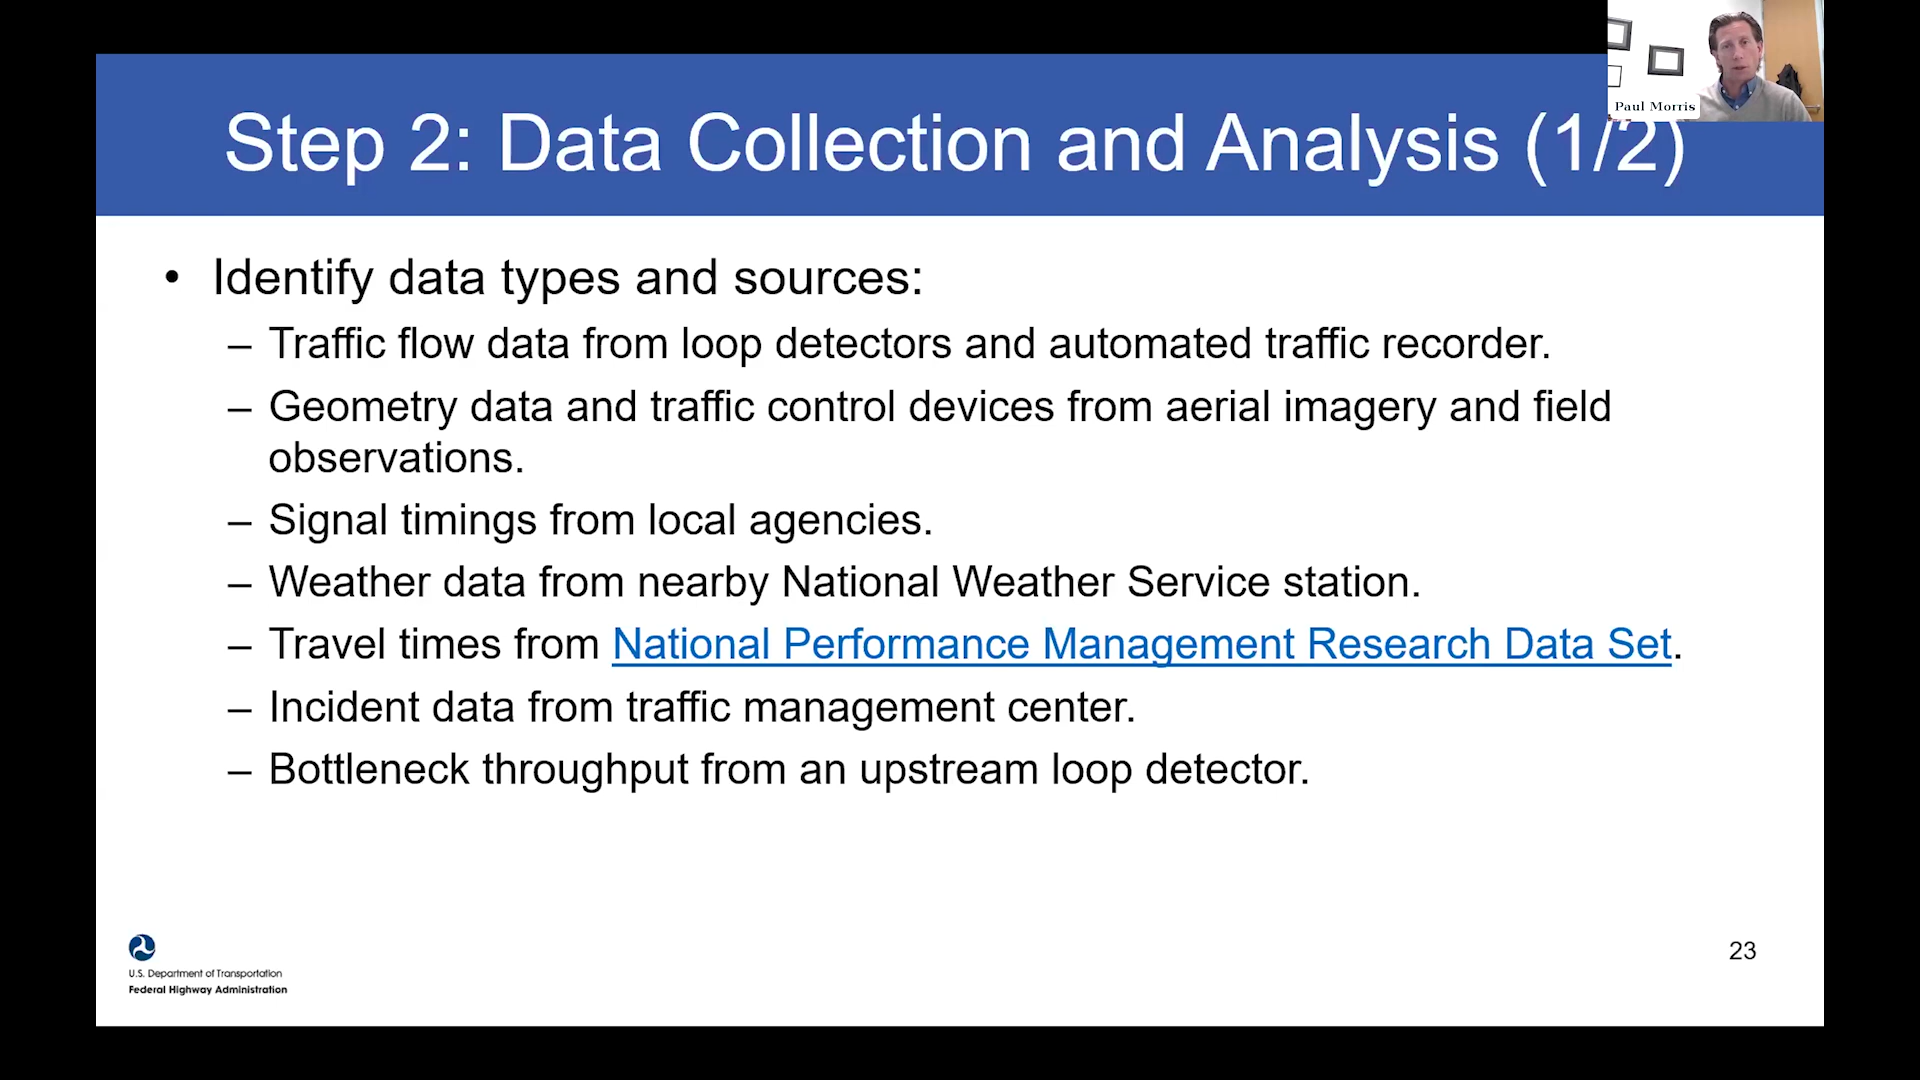 Paul Morris
Step 2: Data Collection and Analysis (1/2)
• Identify data types and sources:
– Traffic flow data from loop detectors and automated traffic recorder.
– Geometry data and traffic control devices from aerial imagery and field
observations.
– Signal timings from local agencies.
– Weather data from nearby National Weather Service station.
– Travel times from National Performance Management Research Data Set.
– Incident data from traffic management center.
– Bottleneck throughput from an upstream loop detector.
U.S. Department of Transportation
Federal Highway Administration
23